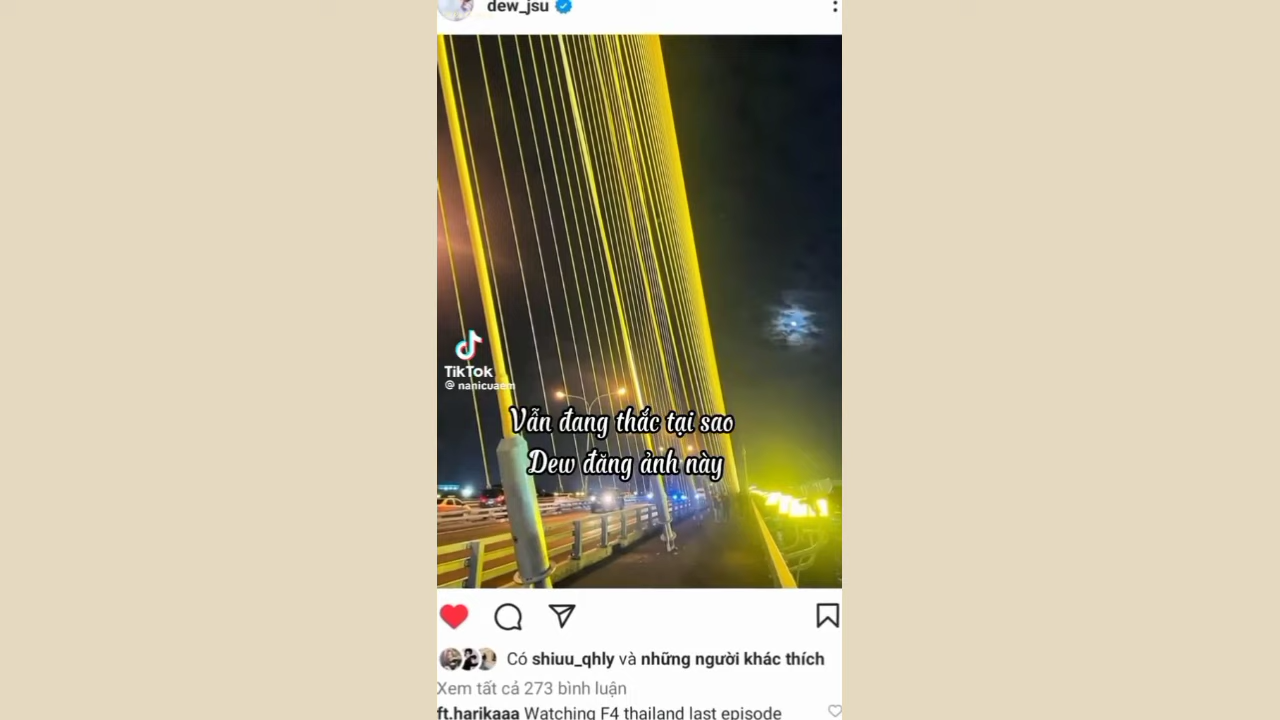 dew_jsu
TikTok
@ nanicuaem
Vẫn đang thắc tại sao
Dew đăng ảnh này
Có shiuu_qhly và những người khác thích
Xem tất cả 273 bình luận
ft.harikaaa Watching F4 thailand last episode